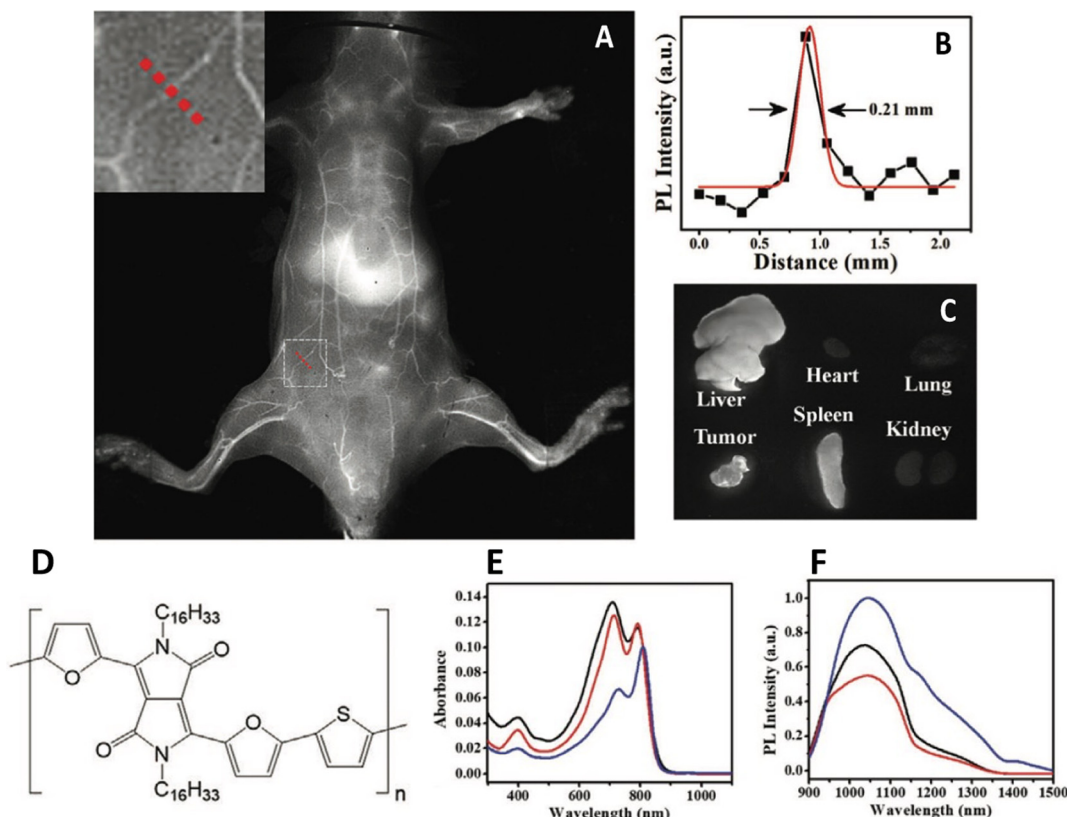 A
B
PL Intensity (a.u.)
0.21 mm
0.0 0.5 1.0 1.5 2.0
Distance (mm)
C
Liver Heart Lung
Tumor Spleen Kidney
D
C₁₆H₃₃
N
O
O
O
O
S
N
C₁₆H₃₃
n
E
Aborbance
0.14
0.12
0.10
0.08
0.06
0.04
0.02
0.00
400 600 800 1000
Wavelength (nm)
F
PL Intensity (a.u.)
1.0
0.8
0.6
0.4
0.2
0.0
900 1000 1100 1200 1300 1400 1500
Wavelength (nm)